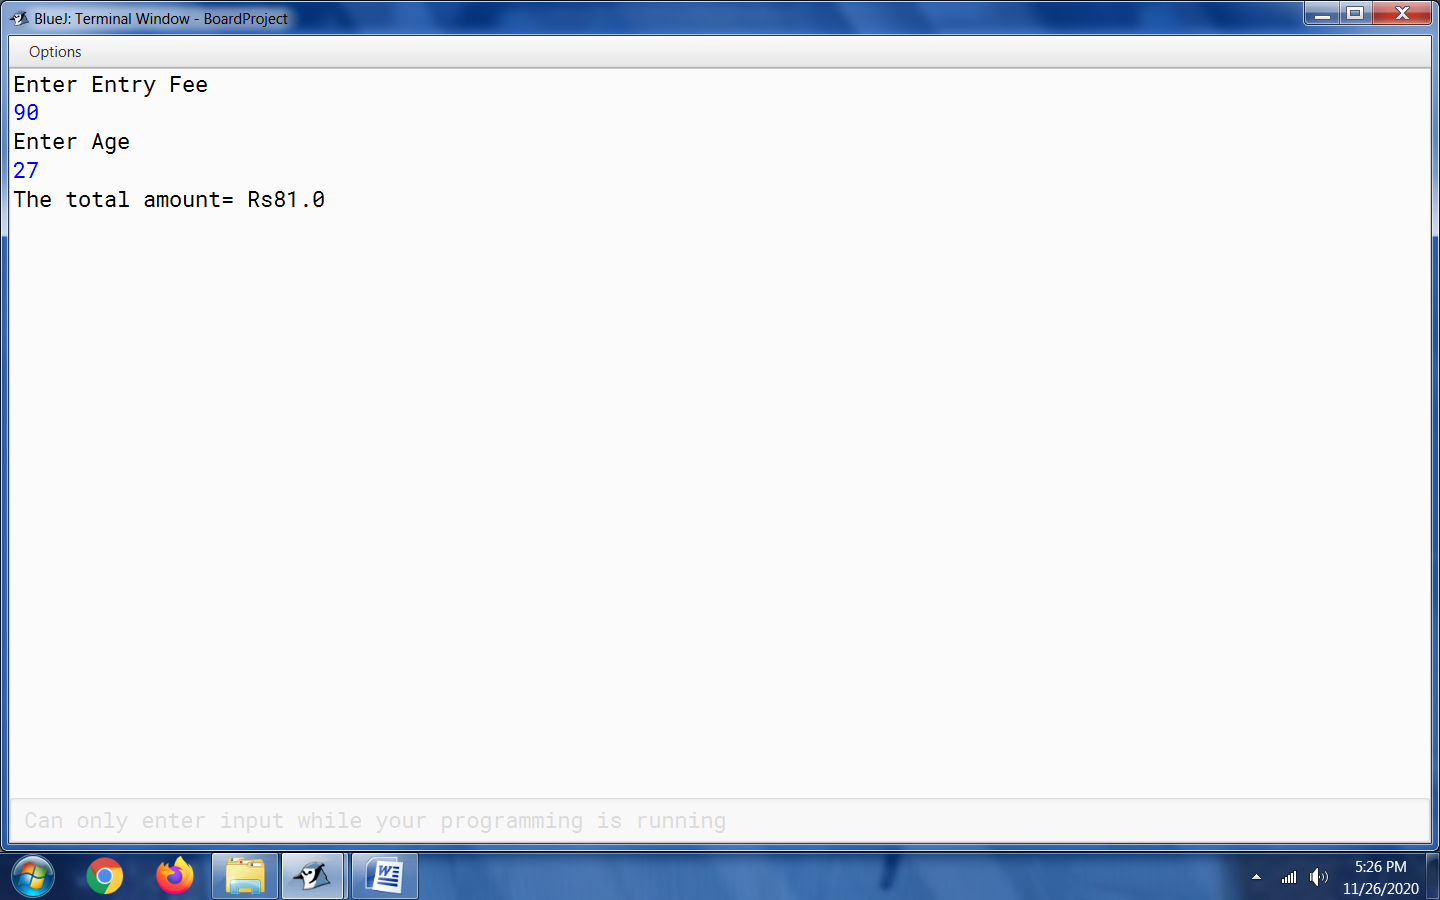 BlueJ: Terminal Window - BoardProject
Options
Enter Entry Fee
90
Enter Age
27
The total amount= Rs81.0
Can only enter input while your programming is running
5:26 PM
11/26/2020